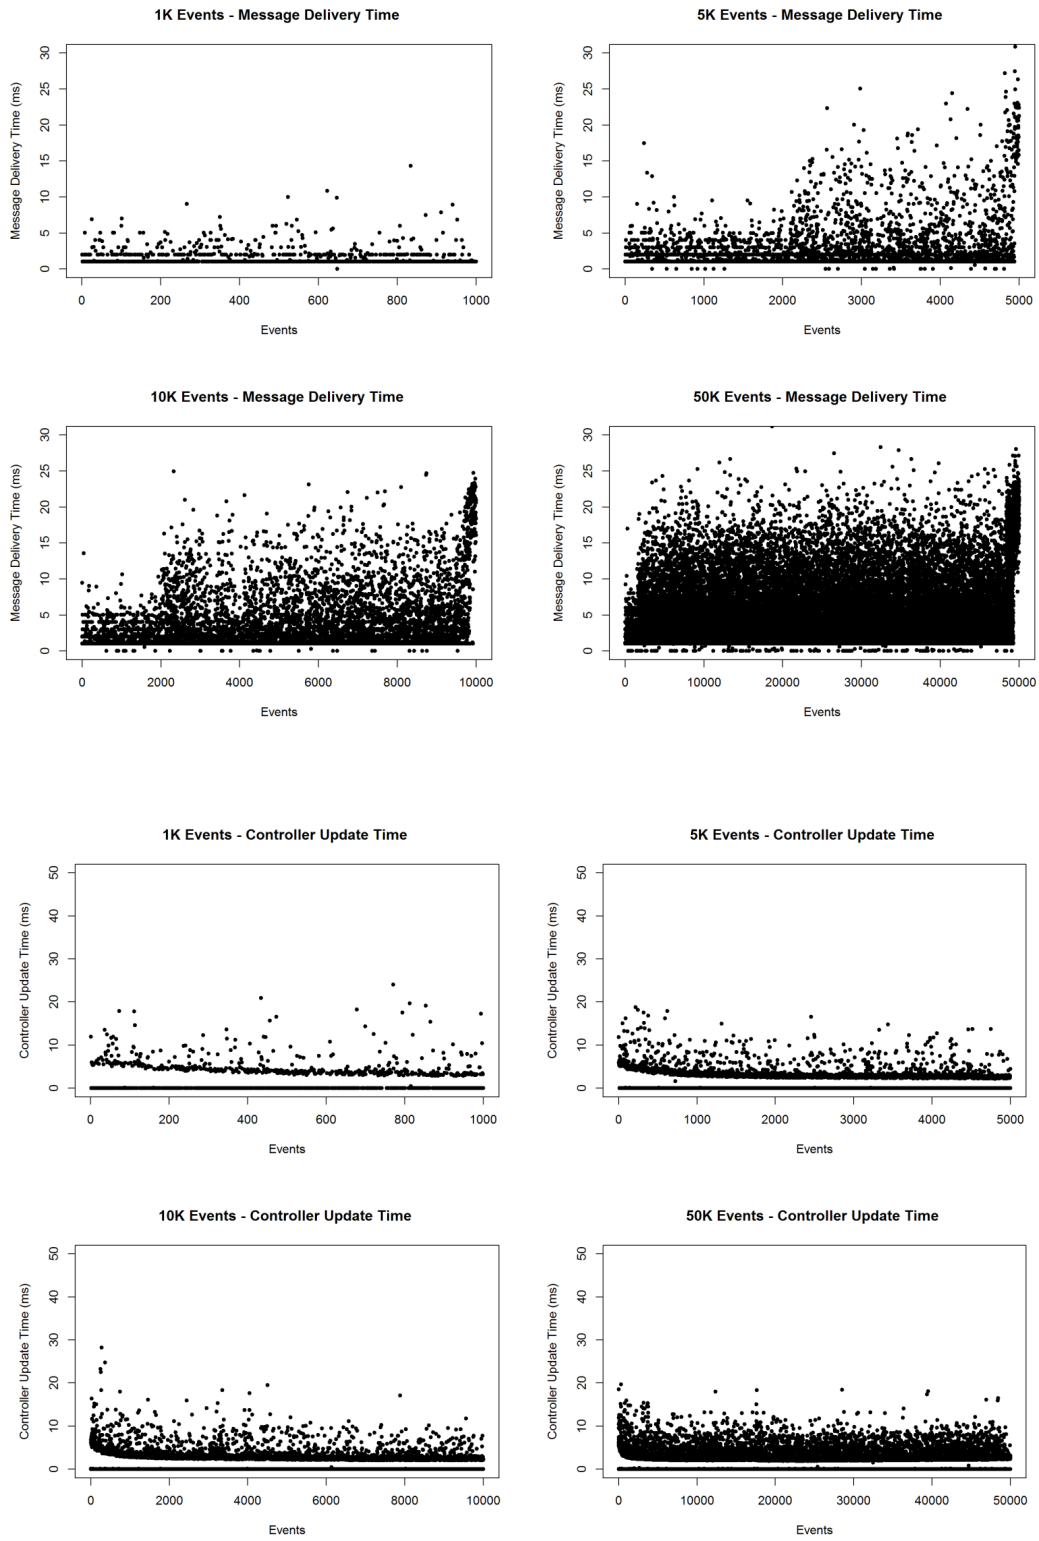 1K Events - Message Delivery Time
30
25
20
15
10
5
0
Message Delivery Time (ms)
0 200 400 600 800 1000
Events
5K Events - Message Delivery Time
30
25
20
15
10
5
0
Message Delivery Time (ms)
0 1000 2000 3000 4000 5000
Events
10K Events - Message Delivery Time
30
25
20
15
10
5
0
Message Delivery Time (ms)
0 2000 4000 6000 8000 10000
Events
50K Events - Message Delivery Time
30
25
20
15
10
5
0
Message Delivery Time (ms)
0 10000 20000 30000 40000 50000
Events
1K Events - Controller Update Time
50
40
30
20
10
0
Controller Update Time (ms)
0 200 400 600 800 1000
Events
5K Events - Controller Update Time
50
40
30
20
10
0
Controller Update Time (ms)
0 1000 2000 3000 4000 5000
Events
10K Events - Controller Update Time
50
40
30
20
10
0
Controller Update Time (ms)
0 2000 4000 6000 8000 10000
Events
50K Events - Controller Update Time
50
40
30
20
10
0
Controller Update Time (ms)
0 10000 20000 30000 40000 50000
Events